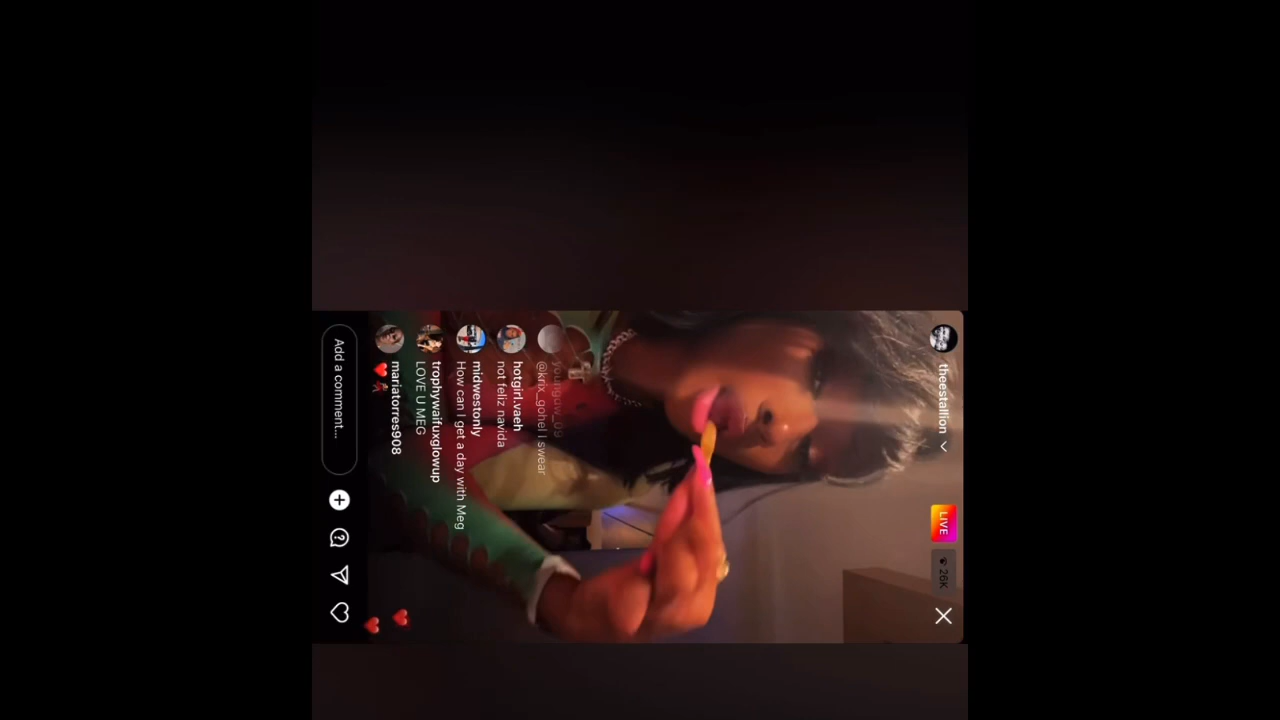 theestallion
LIVE
26K
youngaw_09
@krix_gohel I swear
hotgirl.vaeh
not feliz navida
midwestonly
How can I get a day with Meg
trophywaifuxglowup
LOVE U MEG
mariatorres908
Add a comment...